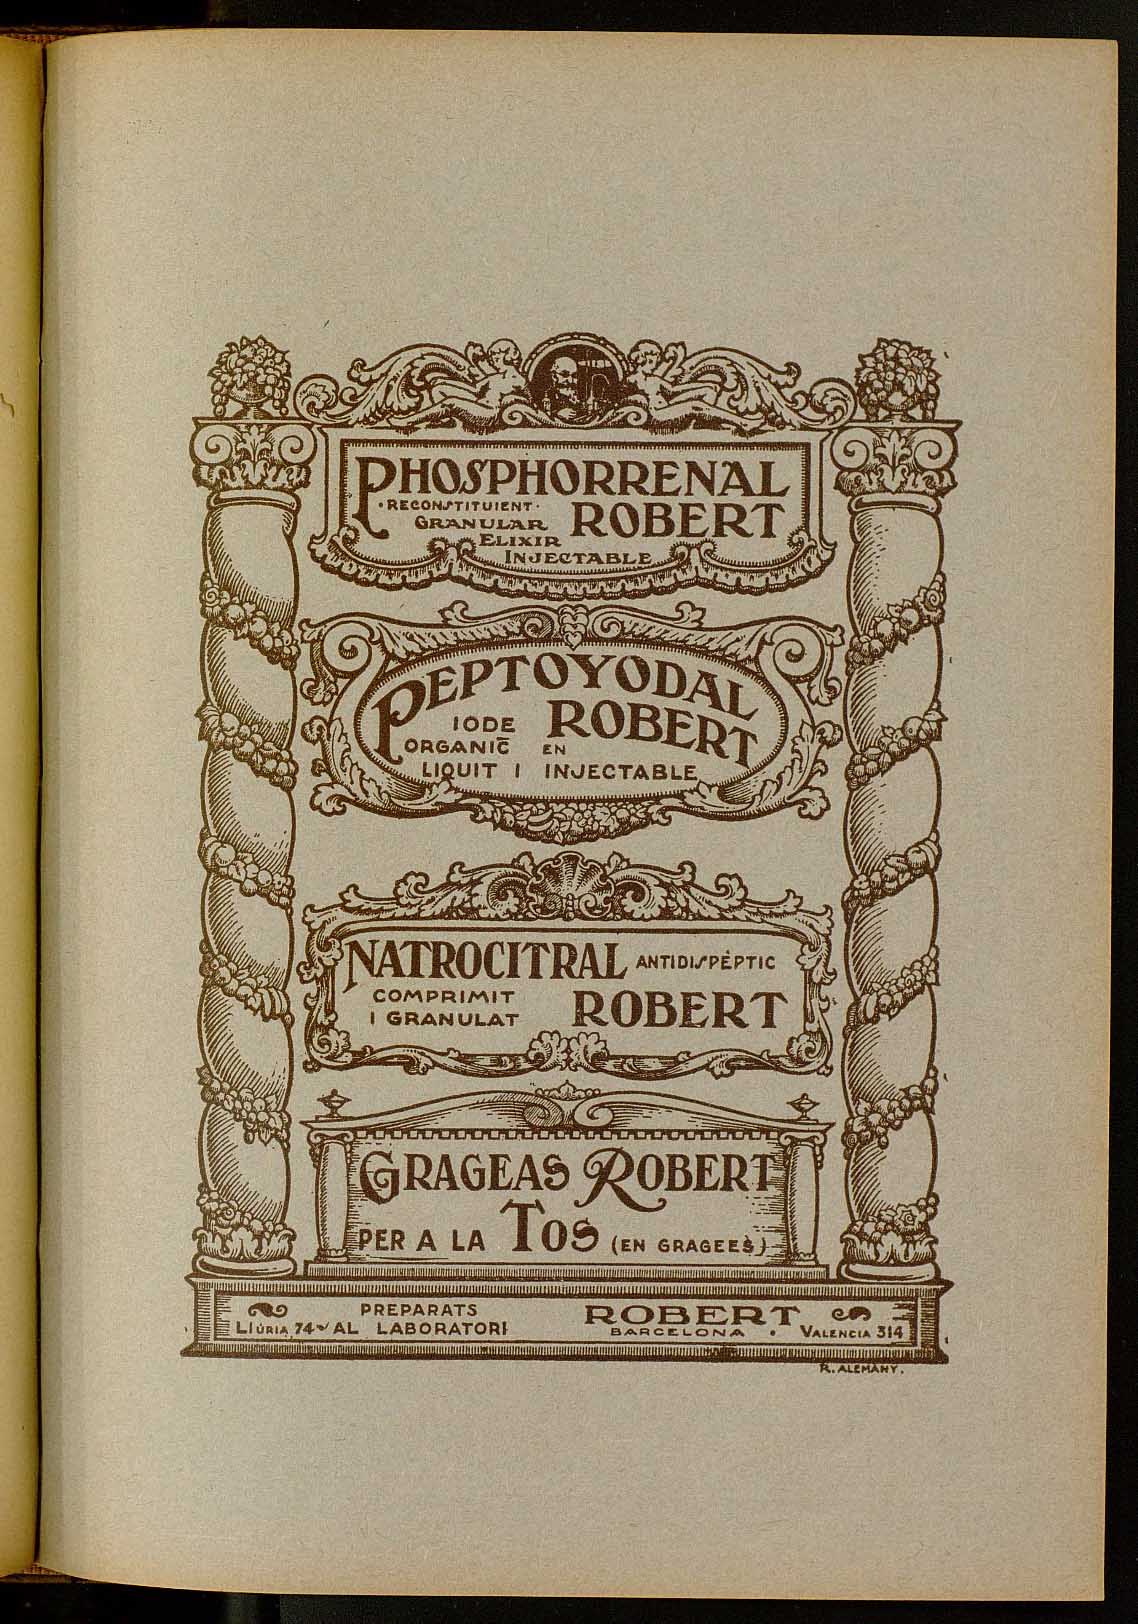 PHOSPHORRENAL
·RECONSTITUIENT· ROBERT
GRANULAR
ELIXIR
INJECTABLE
PEPTOYODAL
IODE ROBERT
ORGANIC EN
LIQUIT I INJECTABLE
NATROCITRAL ANTIDISPÈPTIC
COMPRIMIT ROBERT
I GRANULAT
GRAGEAS ROBERT
PER A LA TOS (EN GRAGEES)
PREPARATS ROBERT
LLÚRIA, 74 AL LABORATORI BARCELONA · VALENCIA 314
R. ALEMANY.